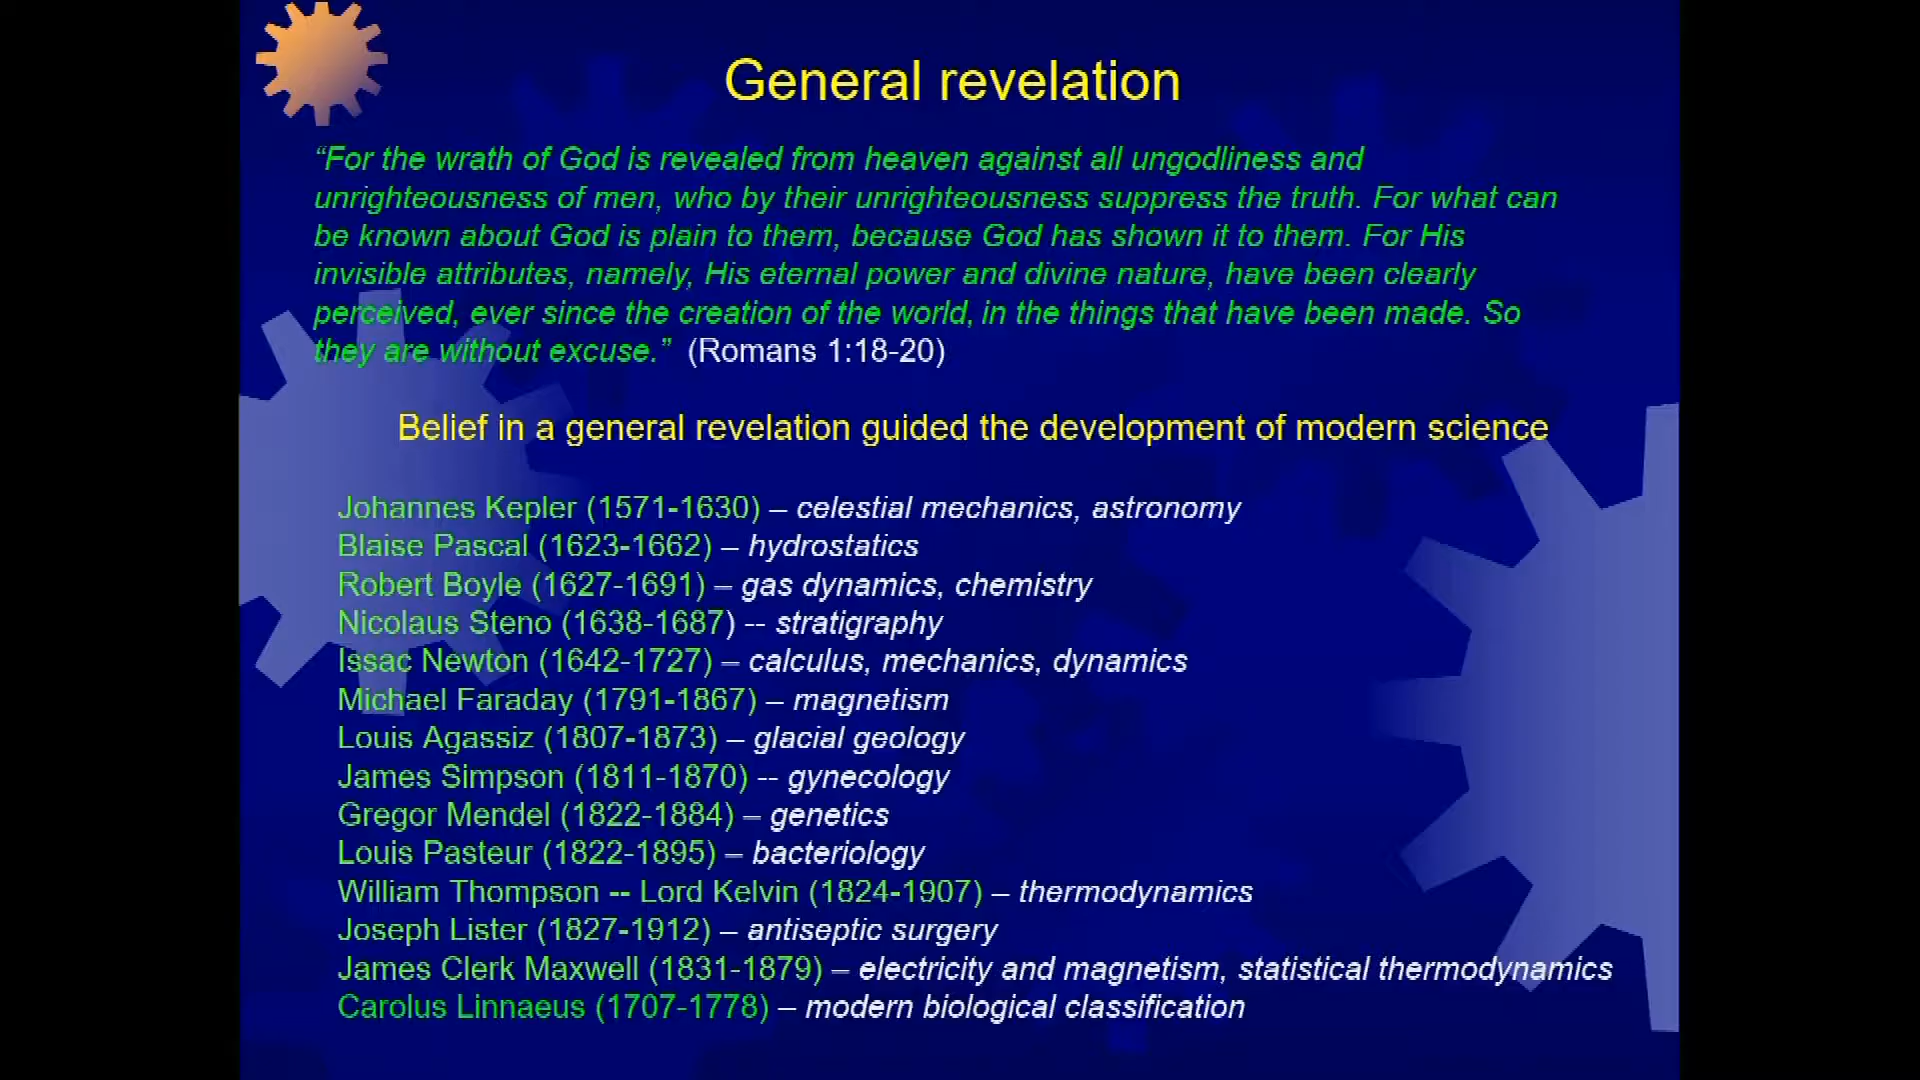 General revelation
“For the wrath of God is revealed from heaven against all ungodliness and
unrighteousness of men, who by their unrighteousness suppress the truth. For what can
be known about God is plain to them, because God has shown it to them. For His
invisible attributes, namely, His eternal power and divine nature, have been clearly
perceived, ever since the creation of the world, in the things that have been made. So
they are without excuse.” (Romans 1:18-20)
Belief in a general revelation guided the development of modern science
Johannes Kepler (1571-1630) – celestial mechanics, astronomy
Blaise Pascal (1623-1662) – hydrostatics
Robert Boyle (1627-1691) – gas dynamics, chemistry
Nicolaus Steno (1638-1687) -- stratigraphy
Issac Newton (1642-1727) – calculus, mechanics, dynamics
Michael Faraday (1791-1867) – magnetism
Louis Agassiz (1807-1873) – glacial geology
James Simpson (1811-1870) -- gynecology
Gregor Mendel (1822-1884) – genetics
Louis Pasteur (1822-1895) – bacteriology
William Thompson -- Lord Kelvin (1824-1907) – thermodynamics
Joseph Lister (1827-1912) – antiseptic surgery
James Clerk Maxwell (1831-1879) – electricity and magnetism, statistical thermodynamics
Carolus Linnaeus (1707-1778) – modern biological classification